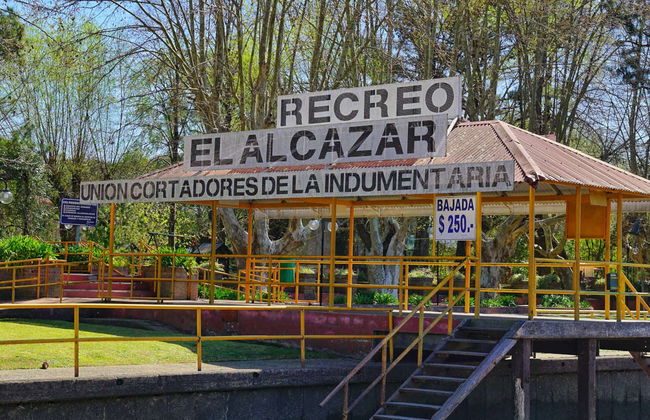 RECREO
EL ALCAZAR
UNION CORTADORES DE LA INDUMENTARIA
BAJADA
$ 250.-